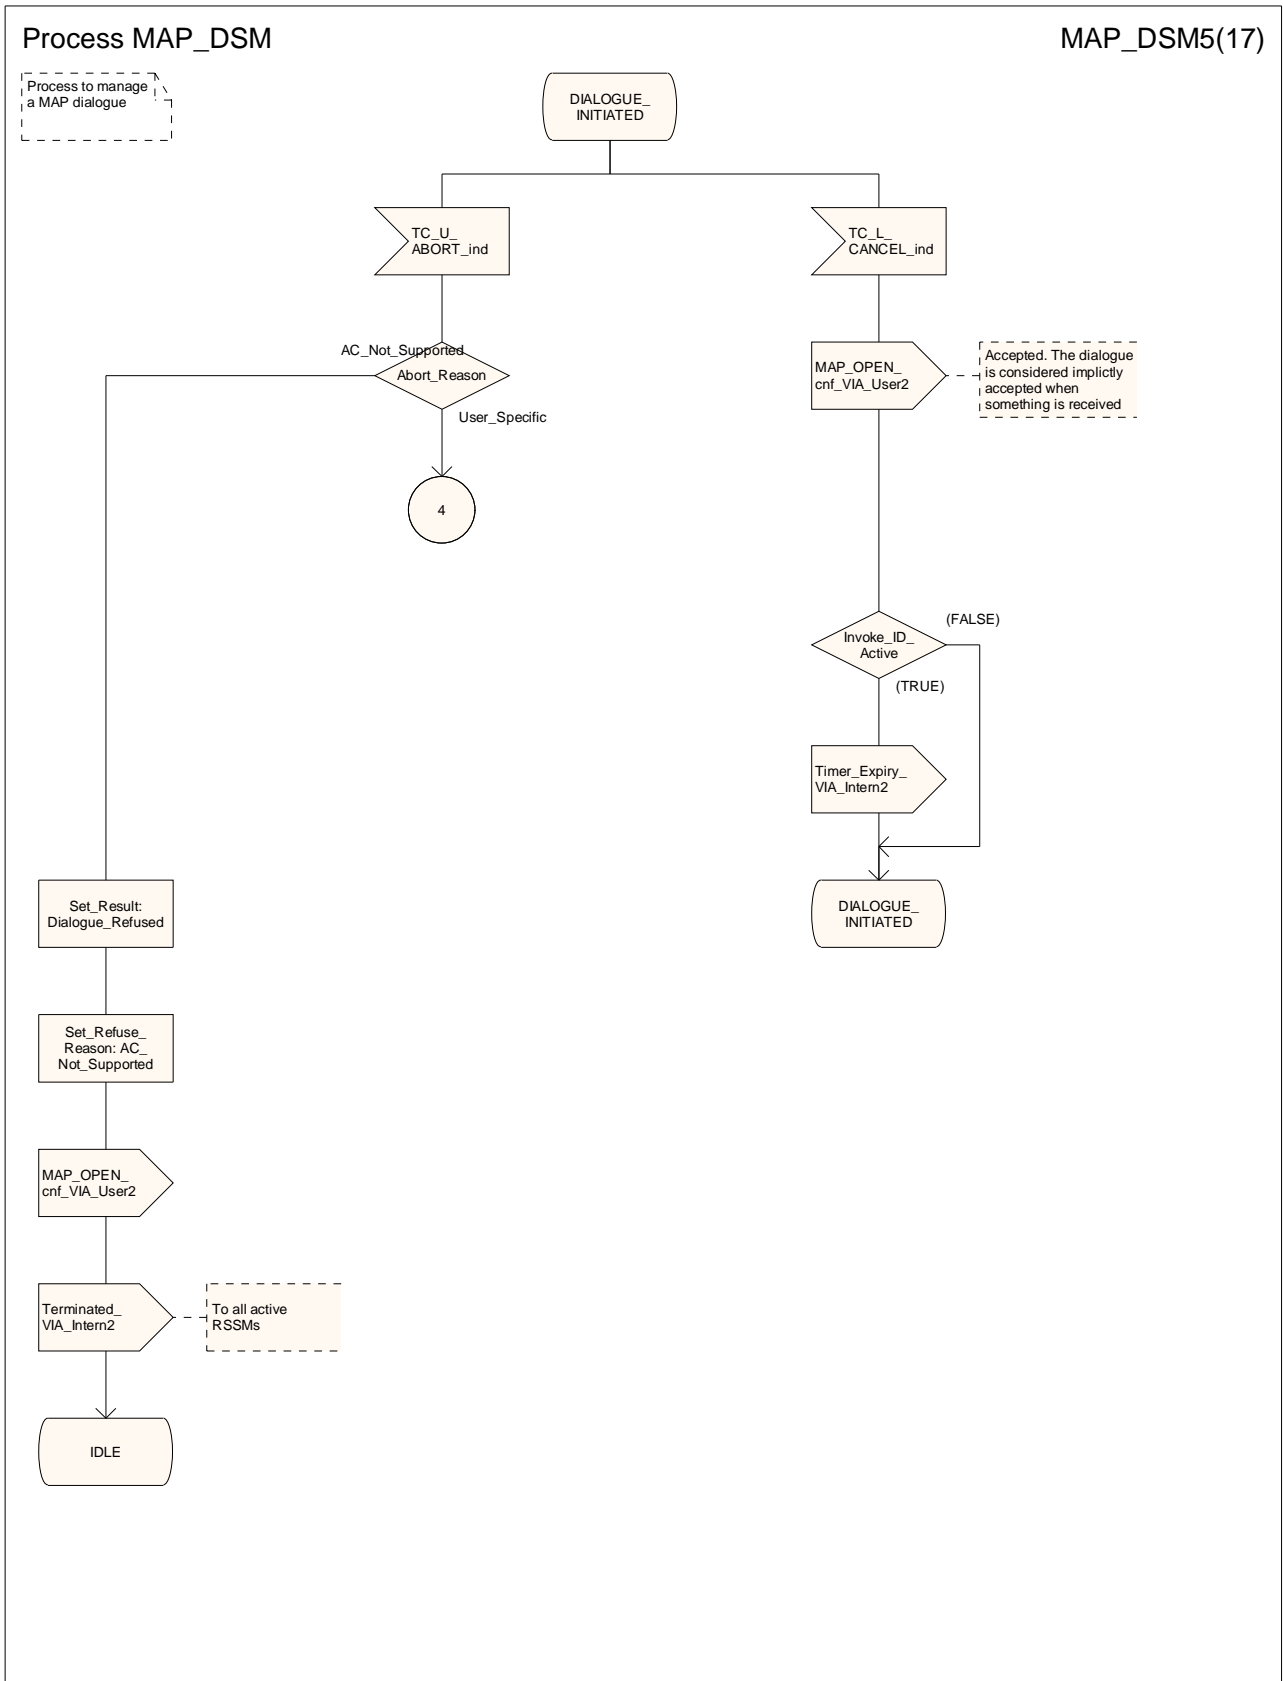 Process MAP_DSM
MAP_DSM5(17)
Process to manage
a MAP dialogue
DIALOGUE_
INITIATED
TC_U_
ABORT_ind
TC_L_
CANCEL_ind
AC_Not_Supported
Abort_Reason
User_Specific
4
MAP_OPEN_
cnf_VIA_User2
Accepted. The dialogue
is considered implictly
accepted when
something is received
Invoke_ID_
Active
(FALSE)
(TRUE)
Timer_Expiry_
VIA_Intern2
DIALOGUE_
INITIATED
Set_Result:
Dialogue_Refused
Set_Refuse_
Reason: AC_
Not_Supported
MAP_OPEN_
cnf_VIA_User2
Terminated_
VIA_Intern2
To all active
RSSMs
IDLE